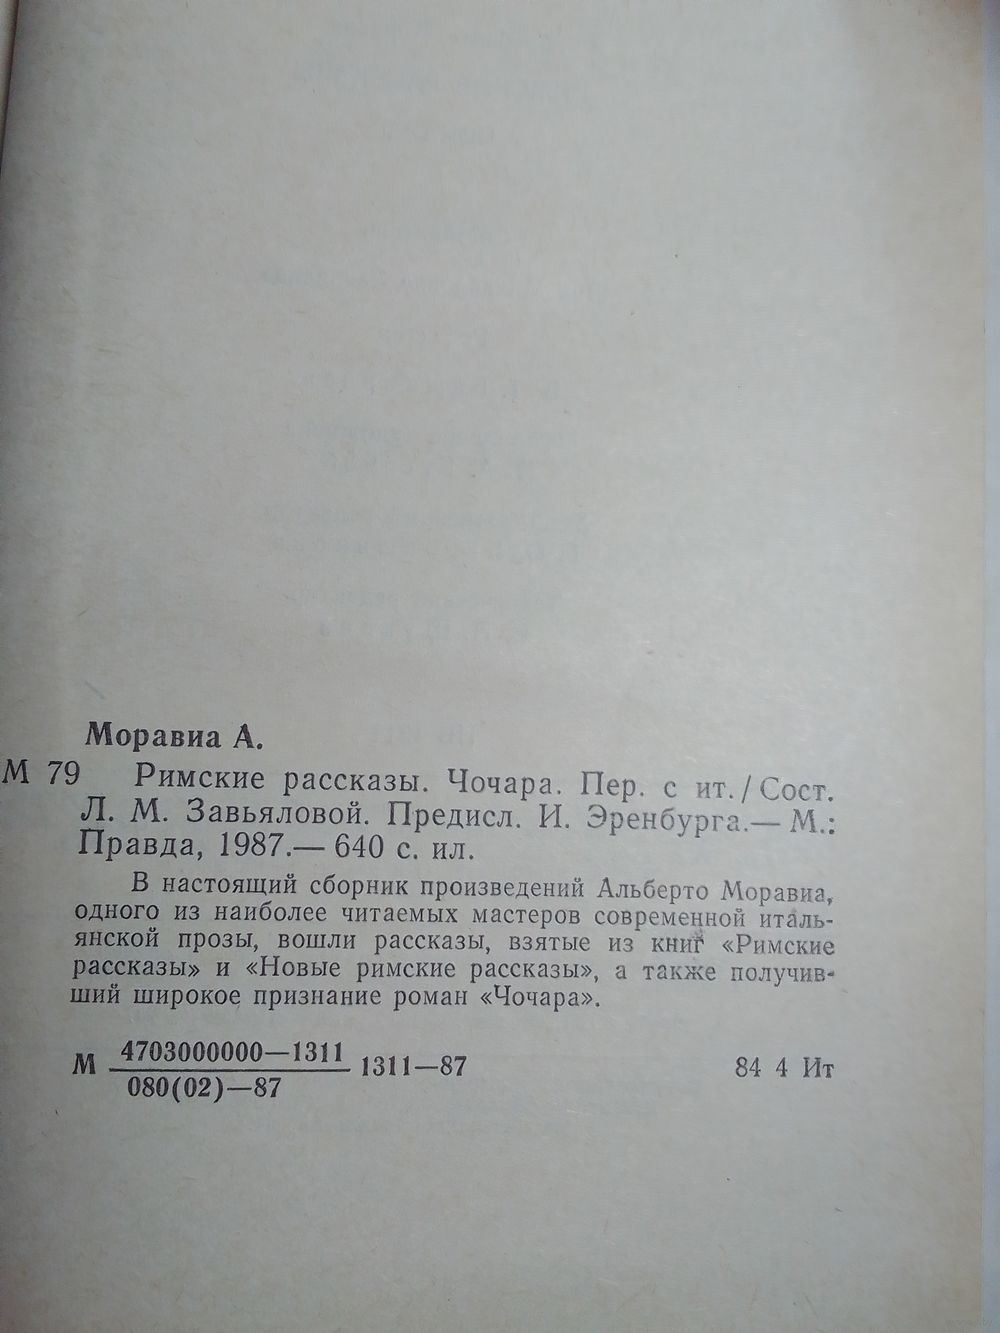 Моравиа А.
М 79 Римские рассказы. Чочара. Пер. с ит./Сост.
Л. М. Завьяловой. Предисл. И. Эренбурга.— М.:
Правда, 1987.— 640 с. ил.
В настоящий сборник произведений Альберто Моравиа,
одного из наиболее читаемых мастеров современной италь-
янской прозы, вошли рассказы, взятые из книг «Римские
рассказы» и «Новые римские рассказы», а также получив-
ший широкое признание роман «Чочара».
М 4703000000—1311 1311—87 84 4 Ит
080(02)—87